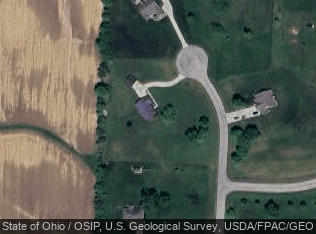 State of Ohio / OSIP, U.S. Geological Survey, USDA/FPAC/GEO